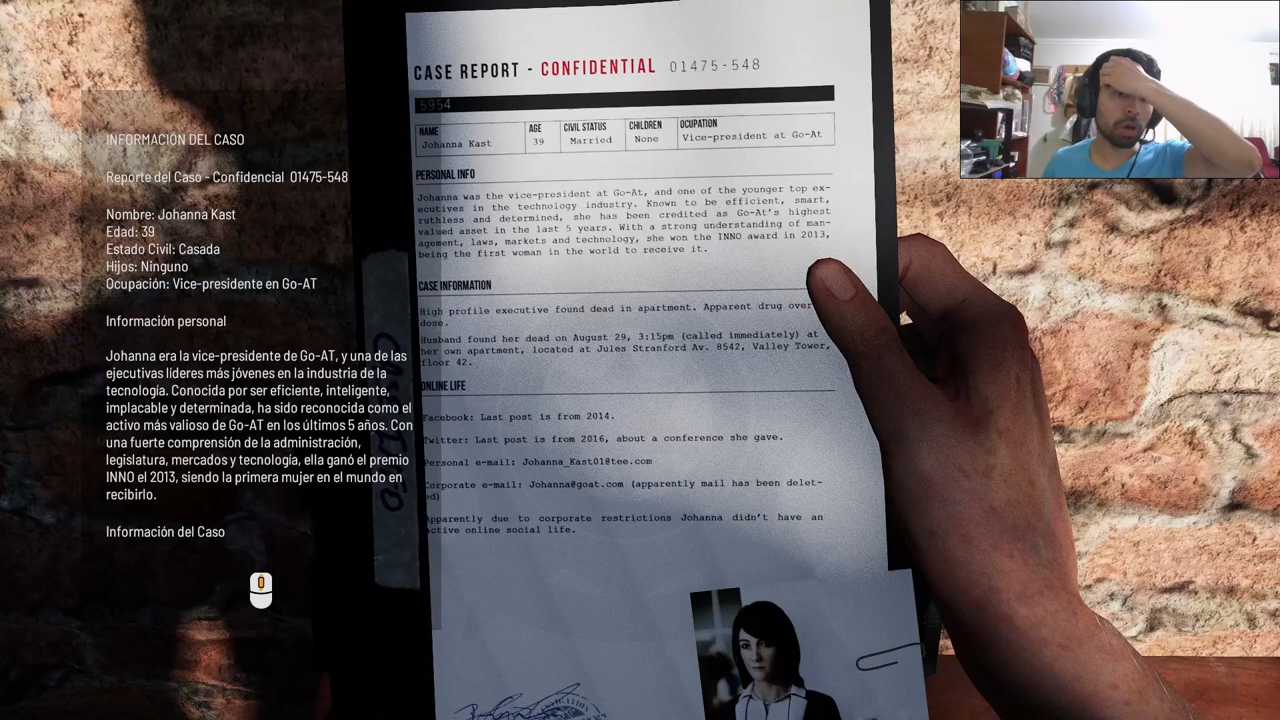 CASE REPORT - CONFIDENTIAL 01475-548
5954
NAME AGE CIVIL STATUS CHILDREN OCUPATION
Johanna Kast 39 Married None Vice-president at Go-At
PERSONAL INFO
Johanna was the vice-president at Go-At, and one of the younger top ex-
ecutives in the technology industry. Known to be efficient, smart,
ruthless and determined, she has been credited as Go-At's highest
valued asset in the last 5 years. With a strong understanding of man-
agement, laws, markets and technology, she won the INNO award in 2013,
being the first woman in the world to receive it.
CASE INFORMATION
High profile executive found dead in apartment. Apparent drug over
dose.
Husband found her dead on August 29, 3:15pm (called immediately) at
her own apartment, located at Jules Stranford Av. 8542, Valley Tower,
floor 42.
ONLINE LIFE
Facebook: Last post is from 2014.
Twitter: Last post is from 2016, about a conference she gave.
Personal e-mail: Johanna_Kast01@tee.com
Corporate e-mail: Johanna@goat.com (apparently mail has been delet-
ed)
Apparently due to corporate restrictions Johanna didn't have an
active online social life.
INFORMACIÓN DEL CASO
Reporte del Caso - Confidencial 01475-548
Nombre: Johanna Kast
Edad: 39
Estado Civil: Casada
Hijos: Ninguno
Ocupación: Vice-presidente en Go-AT
Información personal
Johanna era la vice-presidente de Go-AT, y una de las
ejecutivas líderes más jóvenes en la industria de la
tecnología. Conocida por ser eficiente, inteligente,
implacable y determinada, ha sido reconocida como el
activo más valioso de Go-AT en los últimos 5 años. Con
una fuerte comprensión de la administración,
legislatura, mercados y tecnología, ella ganó el premio
INNO el 2013, siendo la primera mujer en el mundo en
recibirlo.
Información del Caso